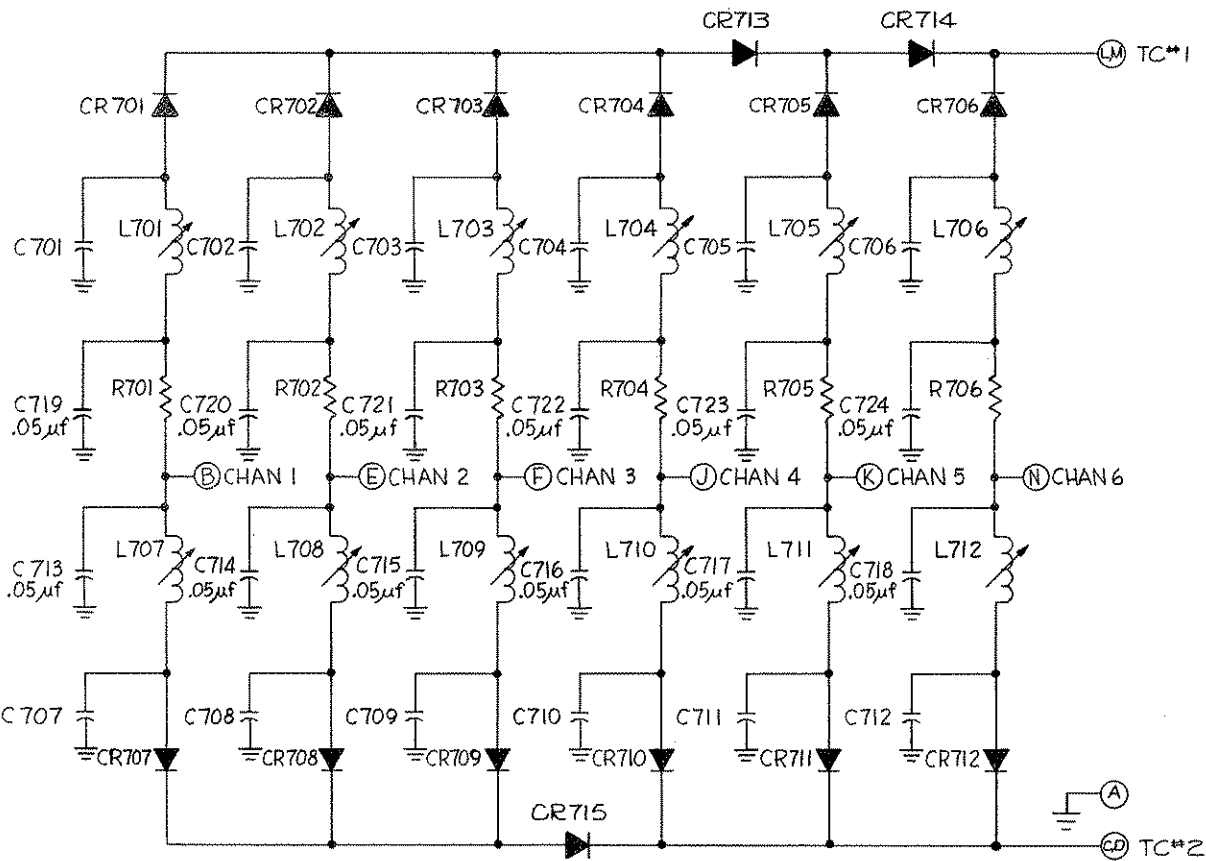 CR713 CR714
L,M TC#1
CR701 CR702 CR703 CR704 CR705 CR706
L701 L702 L703 L704 L705 L706
C701 C702 C703 C704 C705 C706
R701 R702 R703 R704 R705 R706
C719 C720 C721 C722 C723 C724
.05µf .05µf .05µf .05µf .05µf .05µf
B CHAN 1 E CHAN 2 F CHAN 3 J CHAN 4 K CHAN 5 N CHAN 6
L707 L708 L709 L710 L711 L712
C713 C714 C715 C716 C717 C718
.05µf .05µf .05µf .05µf .05µf .05µf
C707 C708 C709 C710 C711 C712
CR707 CR708 CR709 CR710 CR711 CR712
A
CR715
C,D TC#2